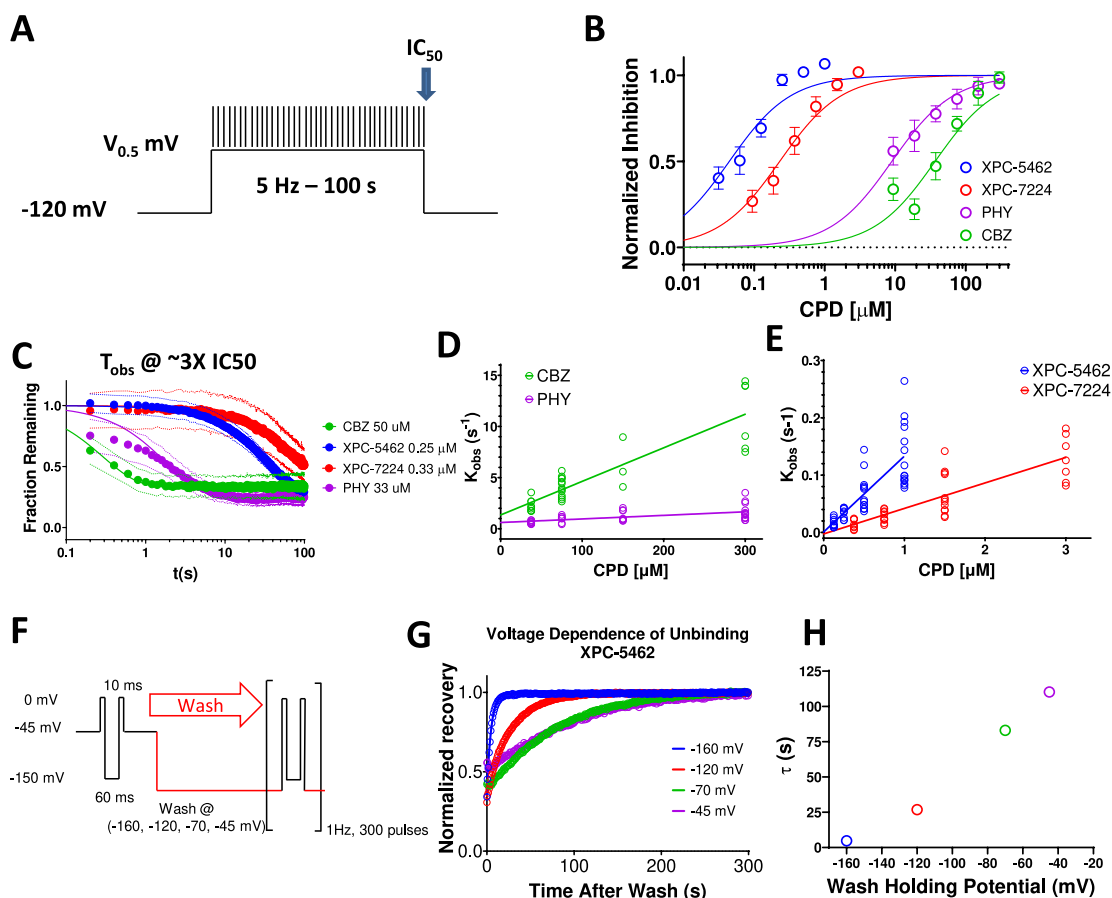 A
IC50
V0.5 mV
5 Hz – 100 s
-120 mV
B
Normalized Inhibition
1.0
0.5
0.0
0.01
0.1
1
10
100
CPD [μM]
XPC-5462
XPC-7224
PHY
CBZ
C
Tobs @ ~3X IC50
Fraction Remaining
1.0
0.5
0.0
0.1
1
10
100
t(s)
CBZ 50 uM
XPC-5462 0.25 μM
XPC-7224 0.33 μM
PHY 33 uM
D
Kobs (s-1)
15
10
5
0
0
100
200
300
CPD [μM]
CBZ
PHY
E
Kobs (s-1)
0.3
0.2
0.1
0.0
0
1
2
3
CPD [μM]
XPC-5462
XPC-7224
F
0 mV
10 ms
Wash
-45 mV
-150 mV
60 ms
Wash @
(-160, -120, -70, -45 mV)
1Hz, 300 pulses
G
Voltage Dependence of Unbinding
XPC-5462
Normalized recovery
1.0
0.5
0.0
0
100
200
300
Time After Wash (s)
-160 mV
-120 mV
-70 mV
-45 mV
H
τ (s)
125
100
75
50
25
0
-160
-140
-120
-100
-80
-60
-40
-20
Wash Holding Potential (mV)